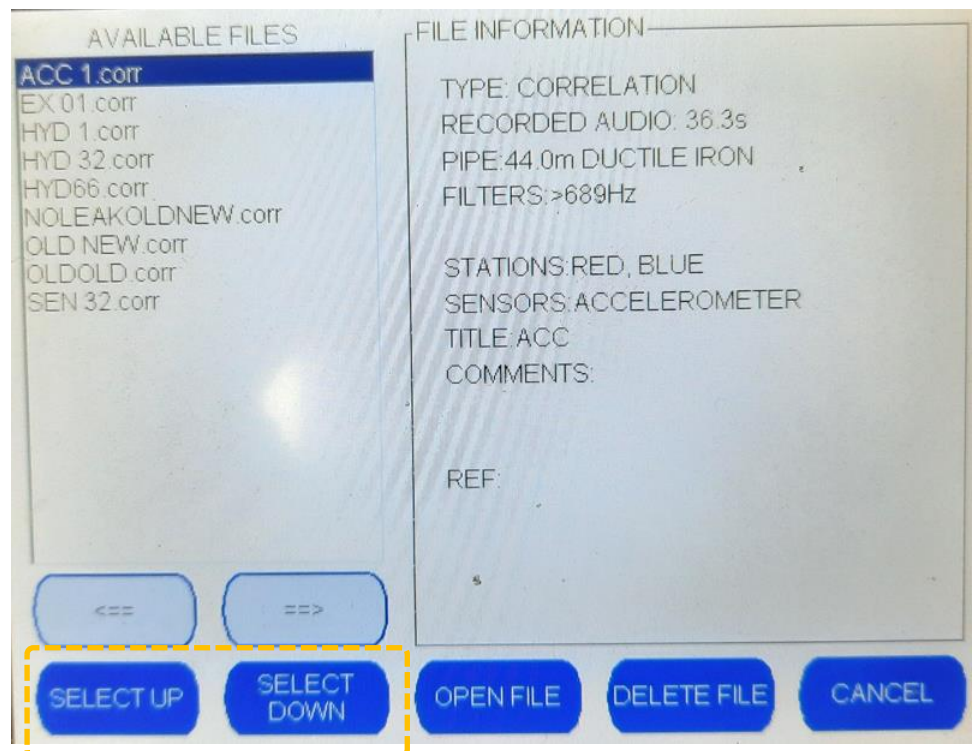 AVAILABLE FILES
ACC 1.corr
EX 01.corr
HYD 1.corr
HYD 32.corr
HYD66.corr
NOLEAKOLDNEW.corr
OLD NEW.corr
OLDOLD.corr
SEN 32.corr
<==
==>
SELECT UP
SELECT
DOWN
FILE INFORMATION
TYPE: CORRELATION
RECORDED AUDIO: 36.3s
PIPE:44.0m DUCTILE IRON
FILTERS:>689Hz
STATIONS:RED, BLUE
SENSORS:ACCELEROMETER
TITLE:ACC
COMMENTS:
REF:
OPEN FILE
DELETE FILE
CANCEL